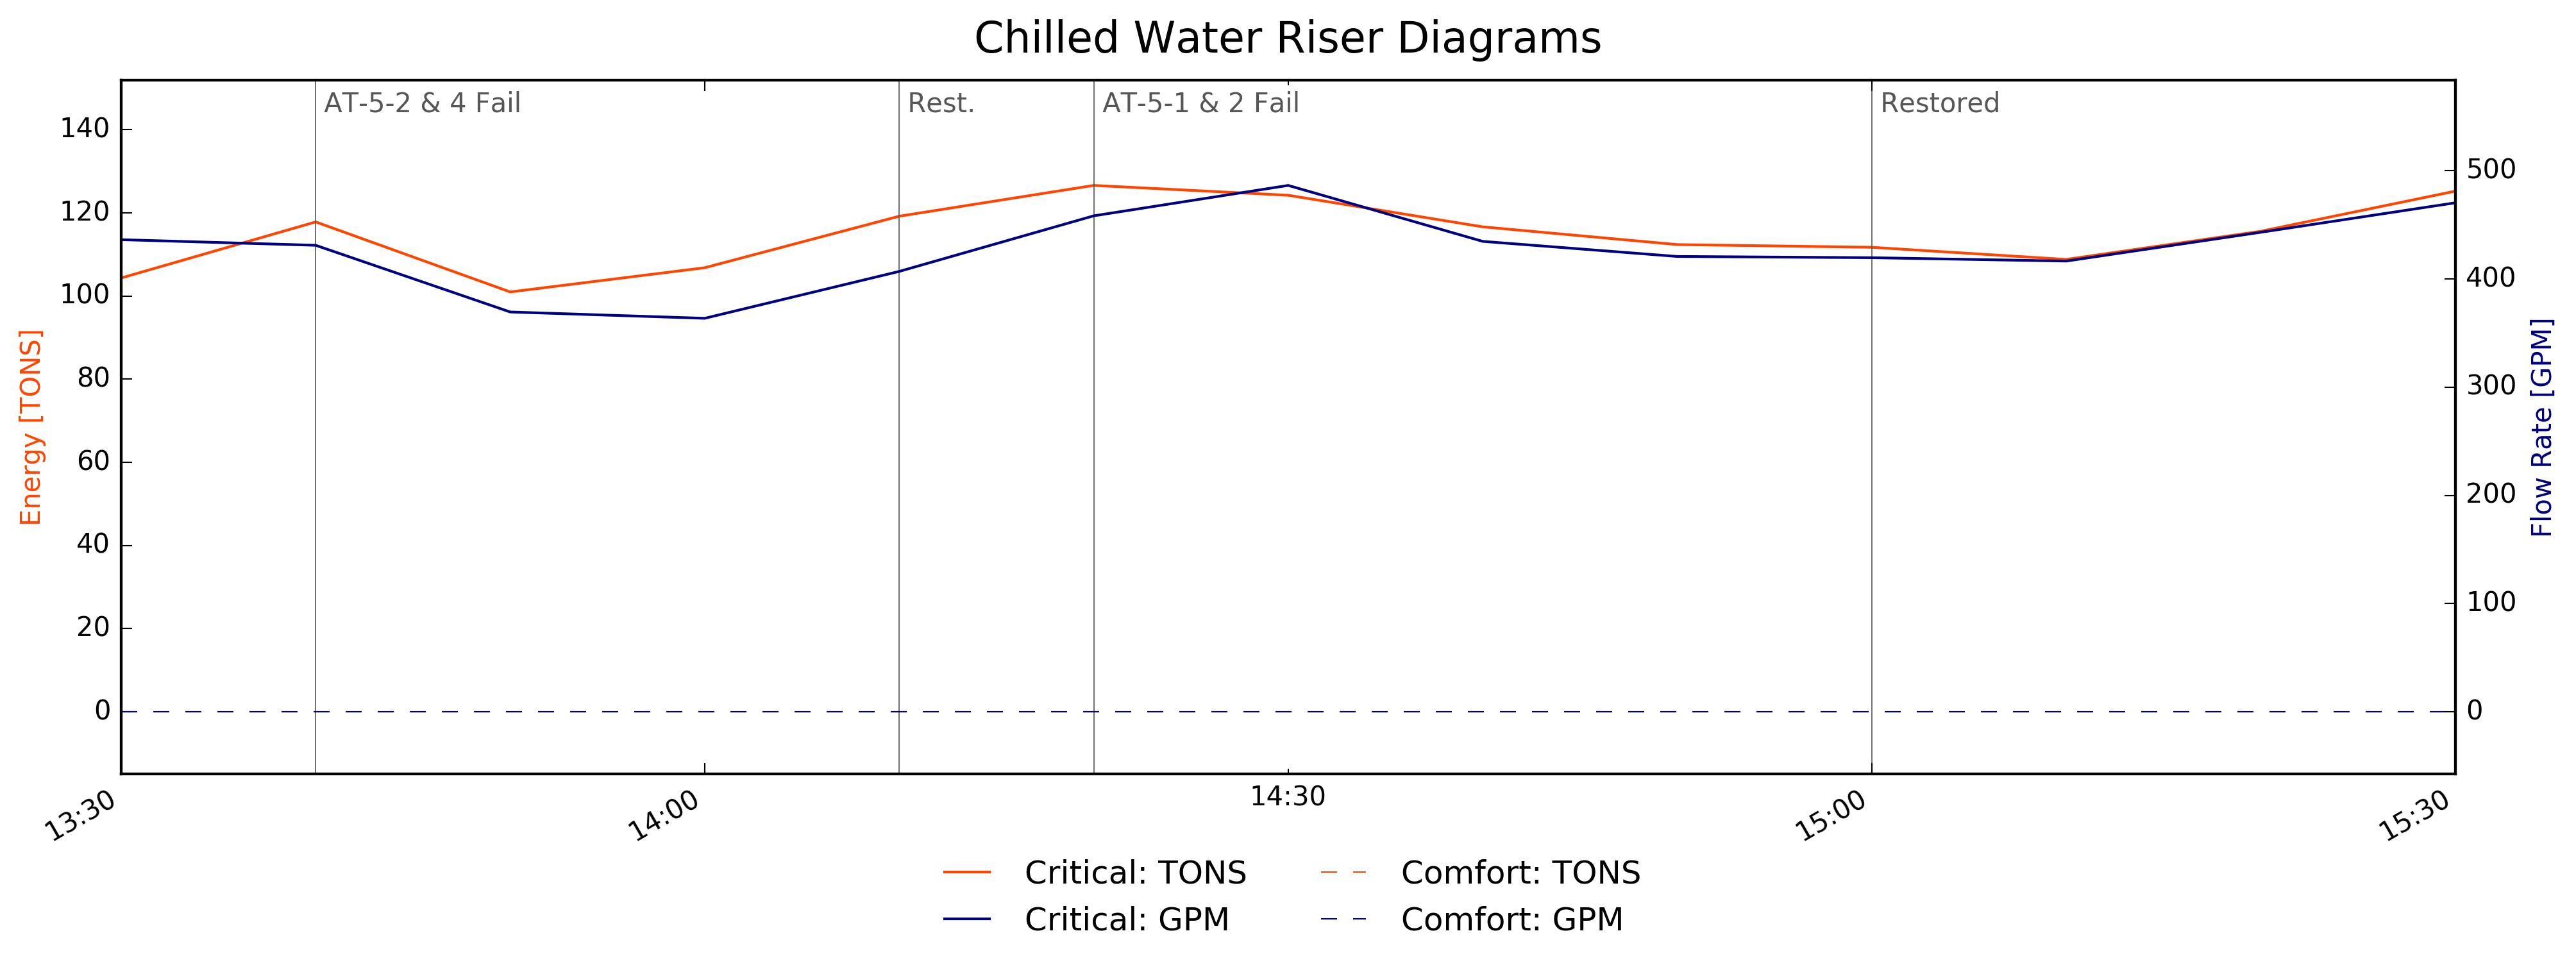 Chilled Water Riser Diagrams
AT-5-2 & 4 Fail
Rest.
AT-5-1 & 2 Fail
Restored
140
120
100
80
60
40
20
0
Energy [TONS]
500
400
300
200
100
0
Flow Rate [GPM]
13:30
14:00
14:30
15:00
15:30
Critical: TONS
Critical: GPM
Comfort: TONS
Comfort: GPM